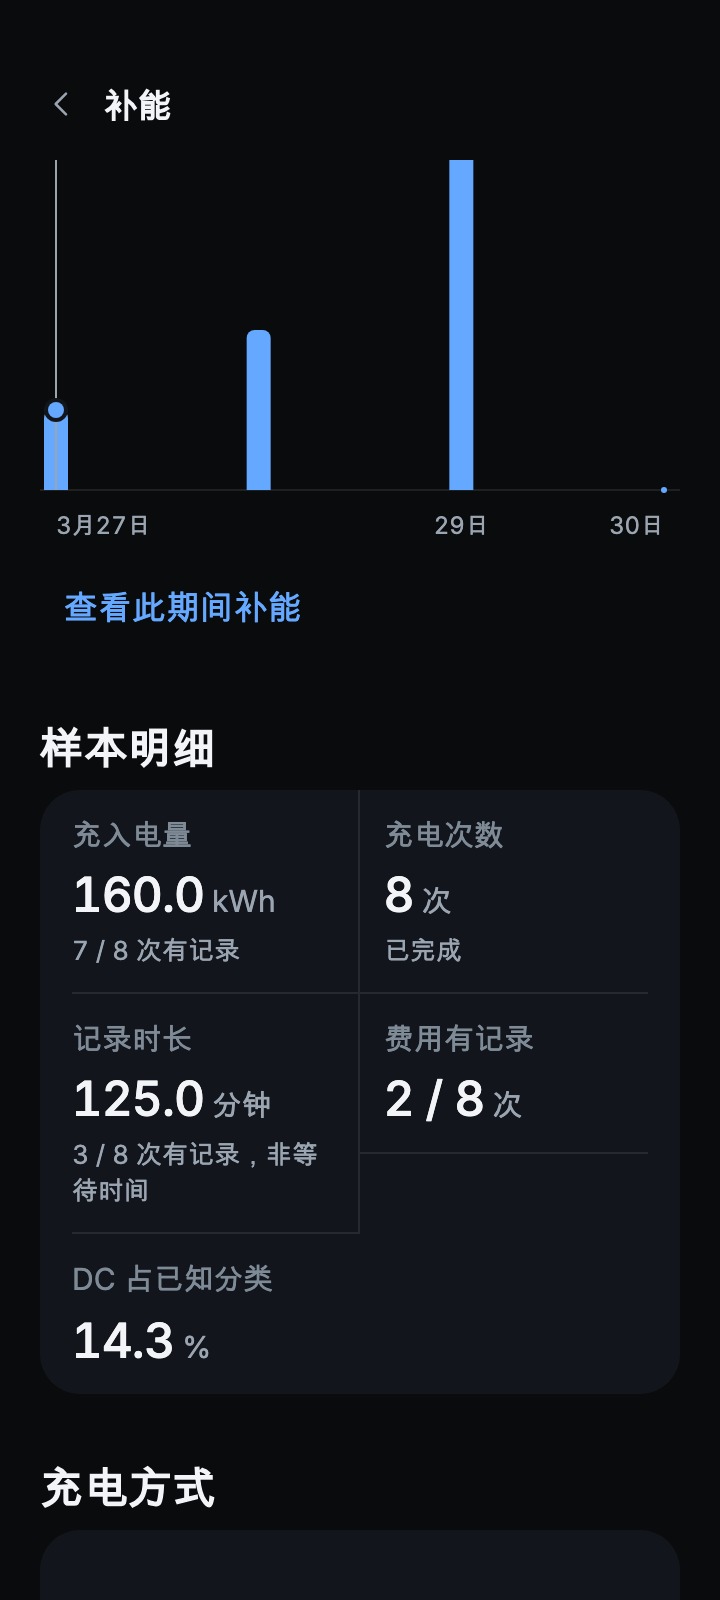 补能
3月27日
29日
30日
查看此期间补能
样本明细
充入电量
160.0 kWh
7 / 8 次有记录
充电次数
8 次
已完成
记录时长
125.0 分钟
3 / 8 次有记录，非等
待时间
费用有记录
2 / 8 次
DC 占已知分类
14.3 %
充电方式